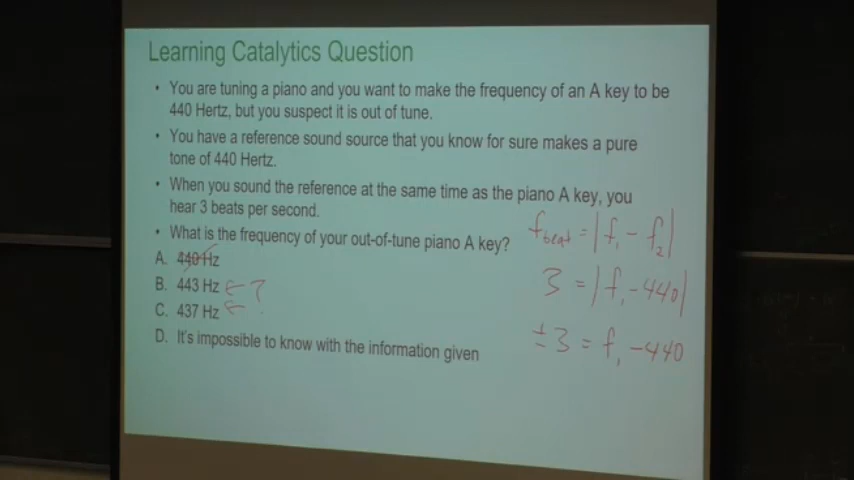 Learning Catalytics Question
• You are tuning a piano and you want to make the frequency of an A key to be
440 Hertz, but you suspect it is out of tune.
• You have a reference sound source that you know for sure makes a pure
tone of 440 Hertz.
• When you sound the reference at the same time as the piano A key, you
hear 3 beats per second.
• What is the frequency of your out-of-tune piano A key?
A. 440 Hz
B. 443 Hz ← ?
C. 437 Hz ←
D. It's impossible to know with the information given
f_beat = |f₁ - f₂|
3 = |f₁ - 440|
±3 = f₁ - 440